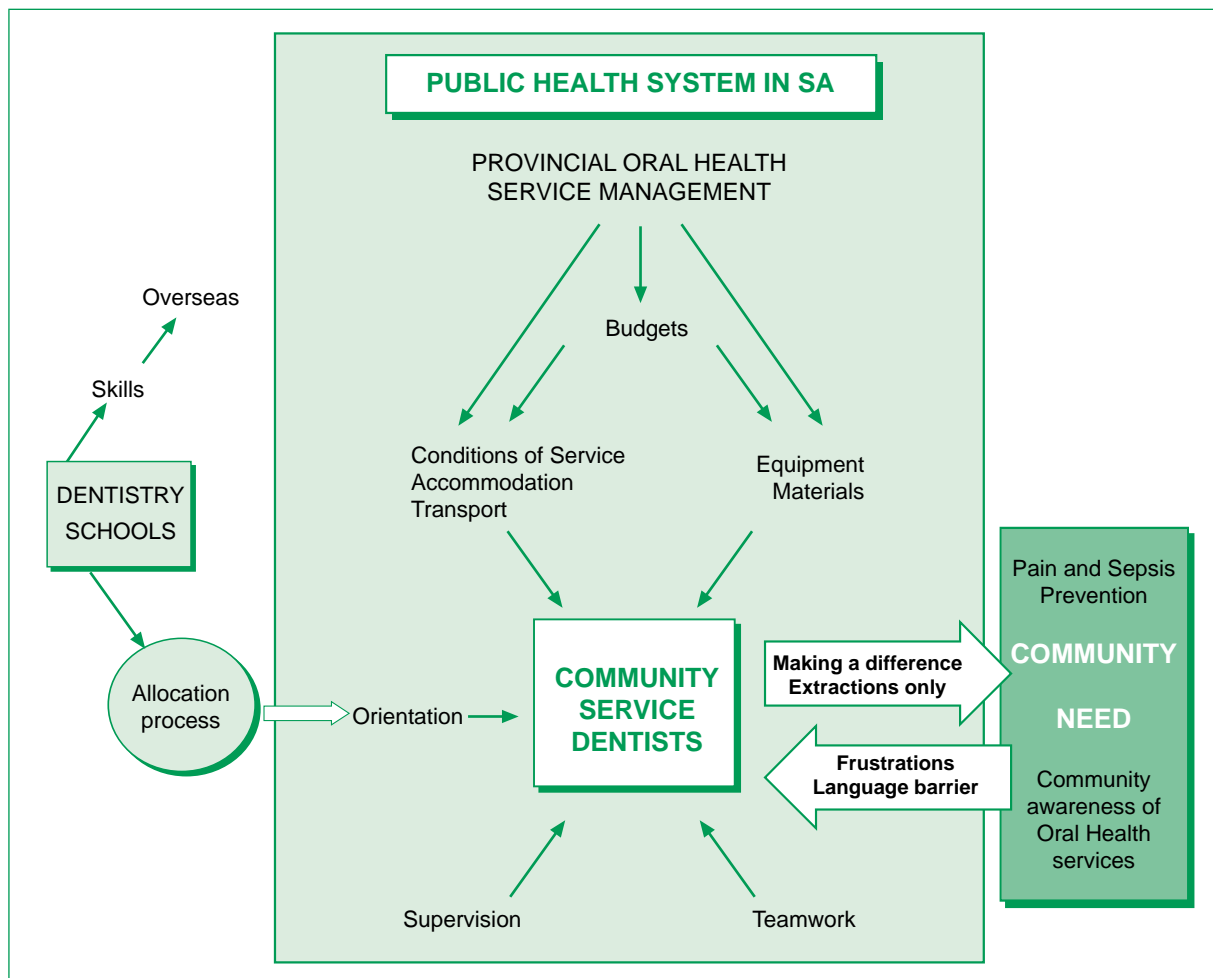 PUBLIC HEALTH SYSTEM IN SA
PROVINCIAL ORAL HEALTH
SERVICE MANAGEMENT
Overseas
Budgets
Skills
Conditions of Service
Accommodation
Transport
Equipment
Materials
DENTISTRY
SCHOOLS
Pain and Sepsis
Prevention
COMMUNITY
NEED
Community
awareness of
Oral Health
services
Making a difference
Extractions only
Frustrations
Language barrier
COMMUNITY
SERVICE
DENTISTS
Allocation
process
Orientation
Supervision
Teamwork